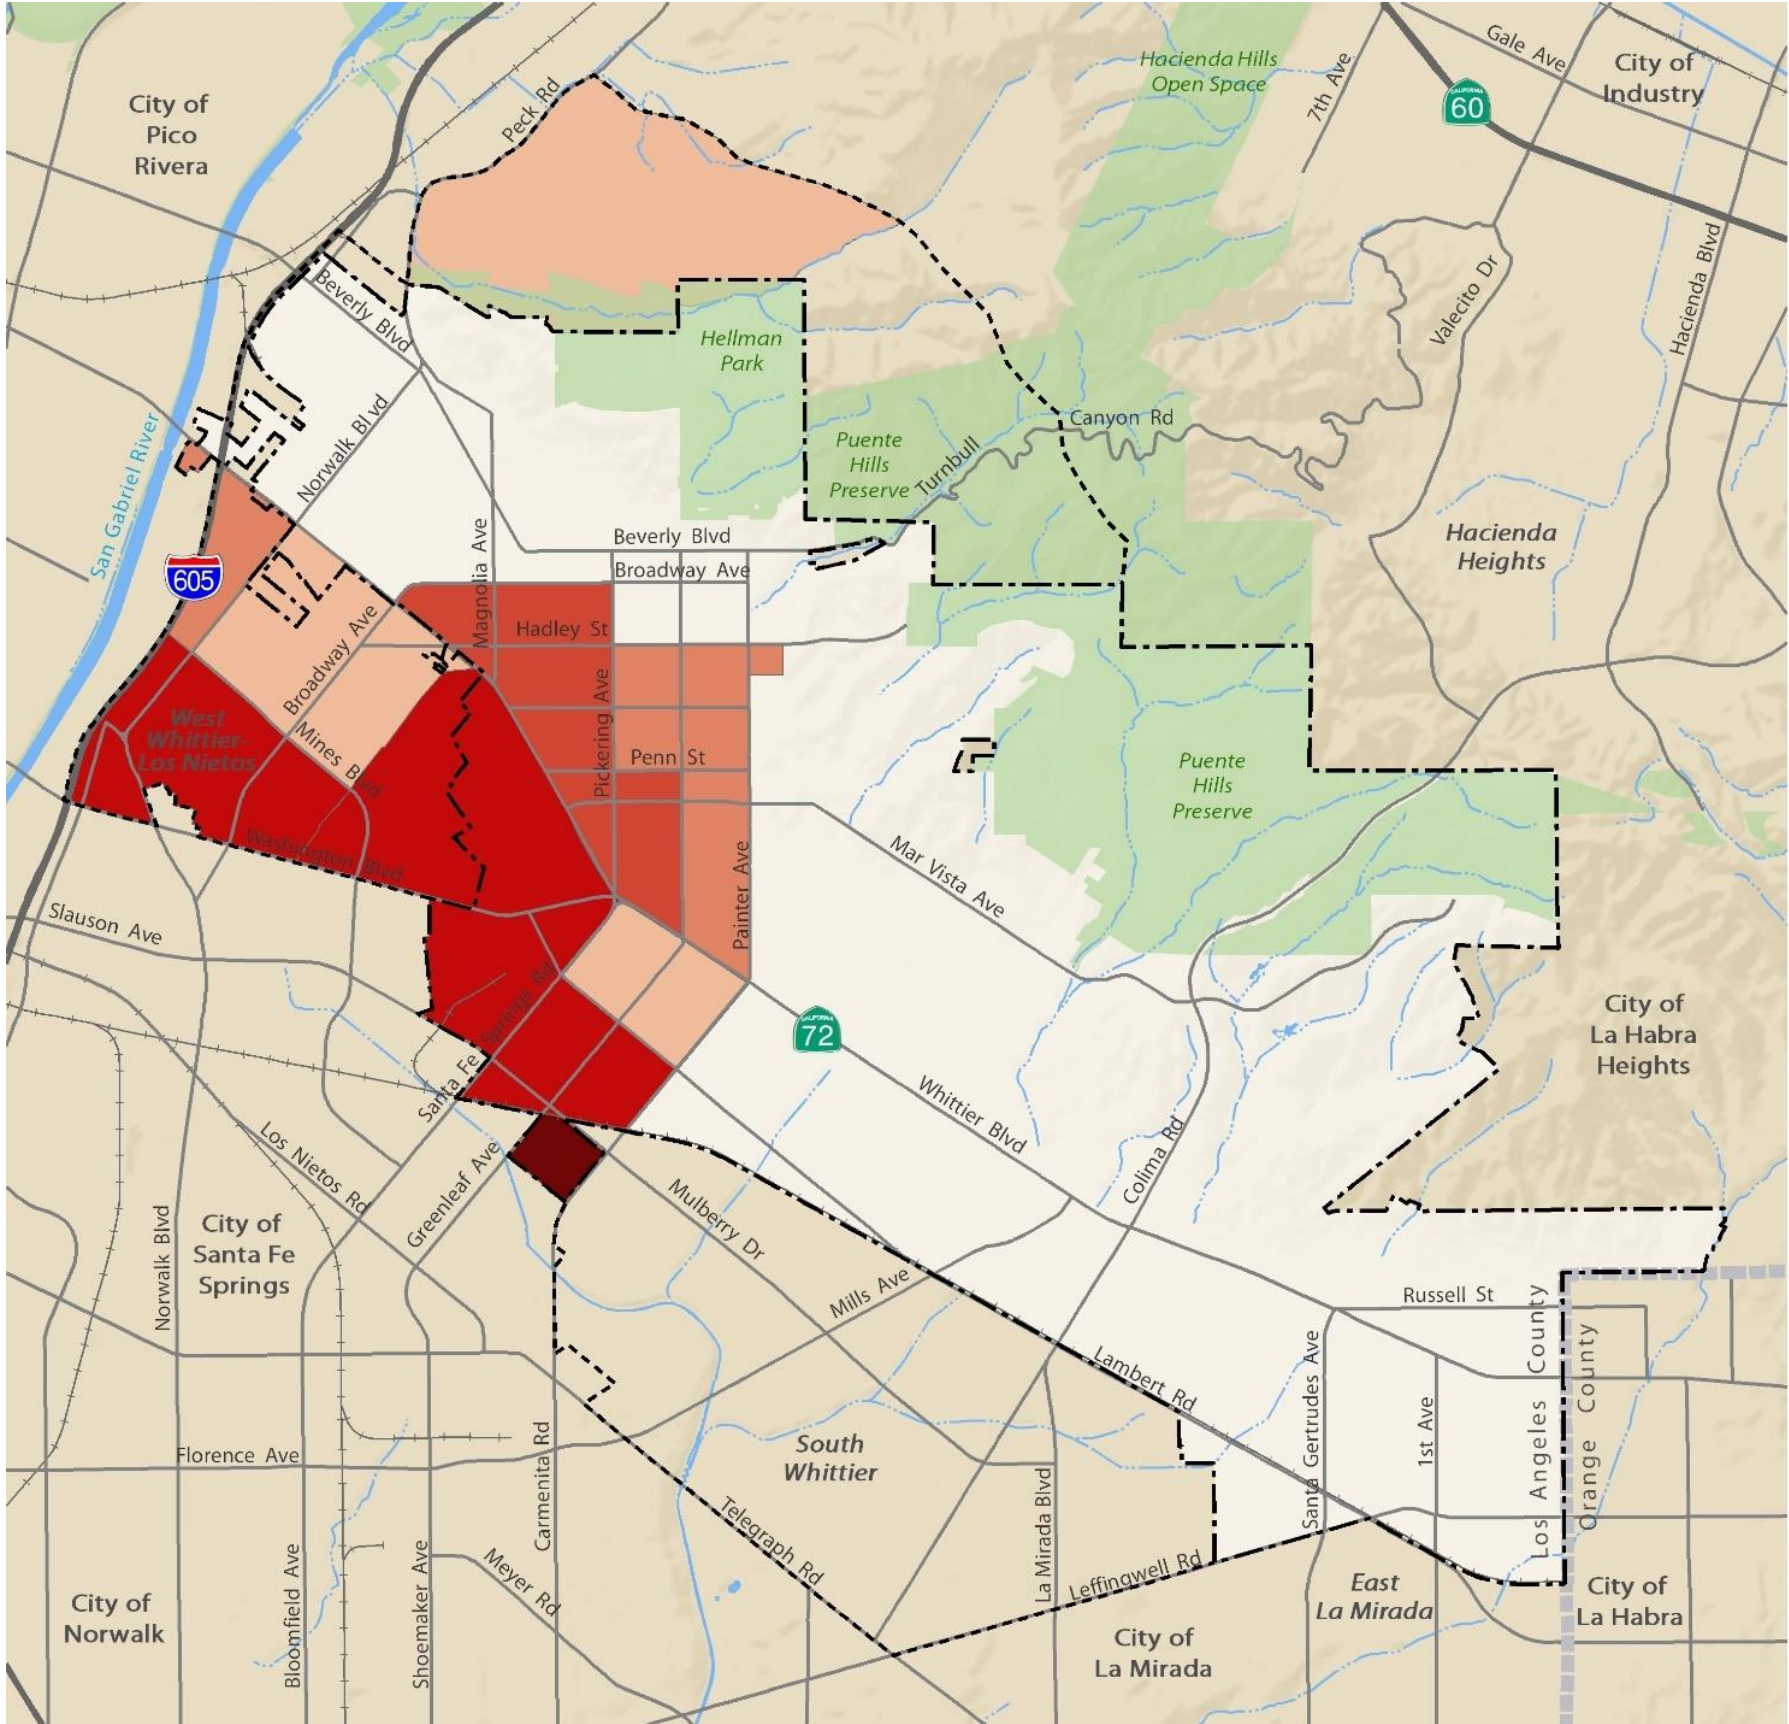 City of
Pico
Rivera
Peck Rd
Hacienda Hills
Open Space
7th Ave
CALIFORNIA
60
Gale Ave
City of
Industry
Beverly Blvd
Hellman
Park
Valecito Dr
Hacienda Blvd
Norwalk Blvd
San Gabriel River
Puente
Hills
Preserve
Turnbull
Canyon Rd
605
Magnolia Ave
Beverly Blvd
Broadway Ave
Hacienda
Heights
Hadley St
Broadway Ave
West
Whittier-
Los Nietos
Mines Blvd
Pickering Ave
Penn St
Puente
Hills
Preserve
Washington Blvd
Painter Ave
Mar Vista Ave
Slauson Ave
Santa Fe Springs Rd
CALIFORNIA
72
City of
La Habra
Heights
Whittier Blvd
Colima Rd
Los Nietos Rd
Greenleaf Ave
Mulberry Dr
Norwalk Blvd
City of
Santa Fe
Springs
Mills Ave
Russell St
Lambert Rd
Santa Gertrudes Ave
1st Ave
Los Angeles County
Orange County
Florence Ave
Carmenita Rd
South
Whittier
Telegraph Rd
La Mirada Blvd
Leffingwell Rd
Bloomfield Ave
Shoemaker Ave
Meyer Rd
City of
Norwalk
City of
La Mirada
East
La Mirada
City of
La Habra